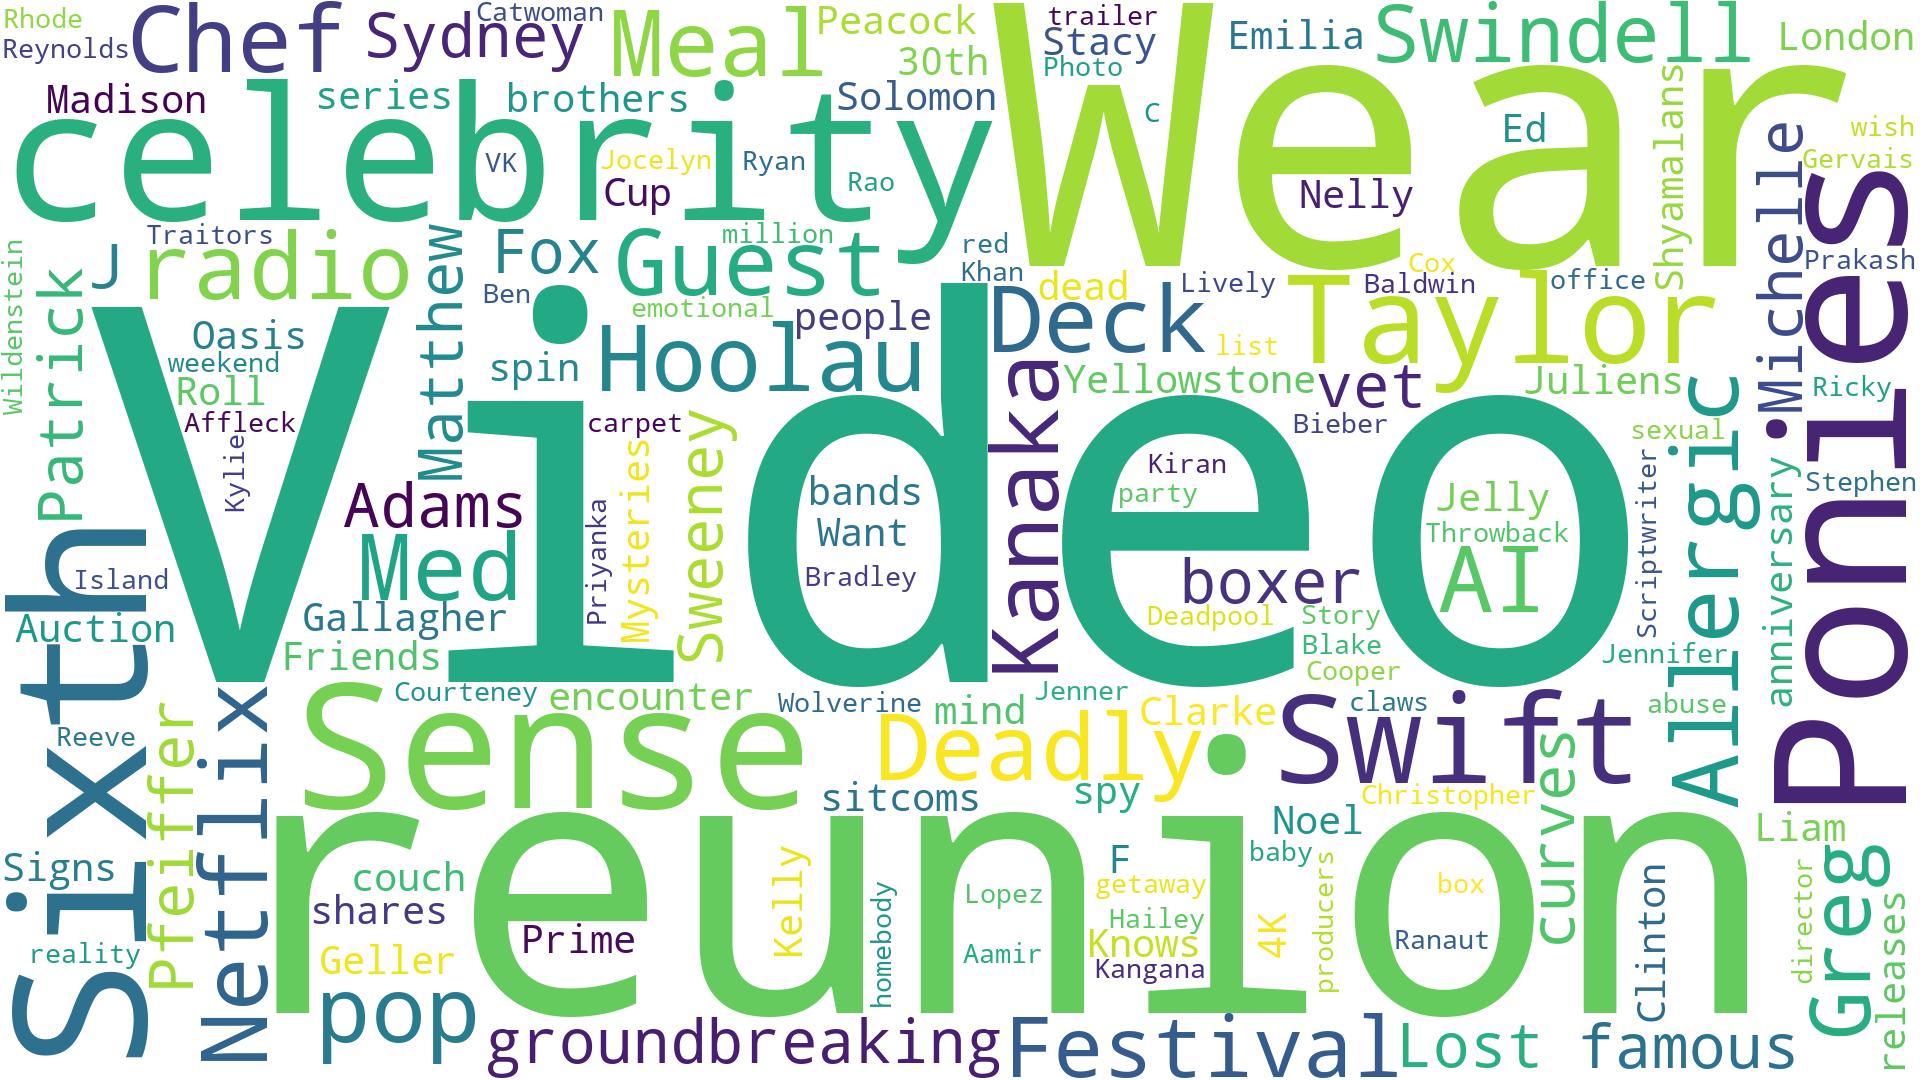 Rhode
Reynolds
Chef
Sydney
Catwoman
Meal
Peacock
30th
Wear
trailer
Stacy
Photo
Emilia
Swindell
London
Madison
series
brothers
Solomon
celebrity
C
Ed
Shyamalans
wish
Gervais
VK
Jocelyn
Ryan
Rao
Cup
Nelly
Michelle
Ponies
Wildenstein
Traitors
J
radio
Patrick
Matthew
Fox
Guest
million
red
Khan
dead
Lively
Cox
Baldwin
office
Prakash
Ben
emotional
people
Deck
Taylor
Oasis
weekend
Roll
Affleck
Video
spin
Hoolau
carpet
list
Yellowstone
vet
Juliens
Ricky
Kylie
Kanaka
Bieber
sexual
Allergic
Adams
Med
Mysteries
Sweeney
bands
Want
Bradley
Kiran
party
Jelly
Throwback
AI
Scriptwriter
anniversary
Stephen
Sixth
Island
Auction
Gallagher
Friends
Priyanka
boxer
Deadpool
Story
Blake
Cooper
Jennifer
Courteney
encounter
Wolverine
mind
Jenner
Clarke
claws
abuse
Reeve
Pfeiffer
Netflix
Sense
Deadly
Swift
curves
sitcoms
spy
Christopher
reunion
Noel
Liam
Signs
couch
shares
Kelly
F
baby
Greg
Prime
homebody
Lopez
getaway
Hailey
Knows
Kangana
4K
producers
box
Ranaut
Clinton
director
releases
reality
Geller
Aamir
pop
groundbreaking
Festival
Lost
famous